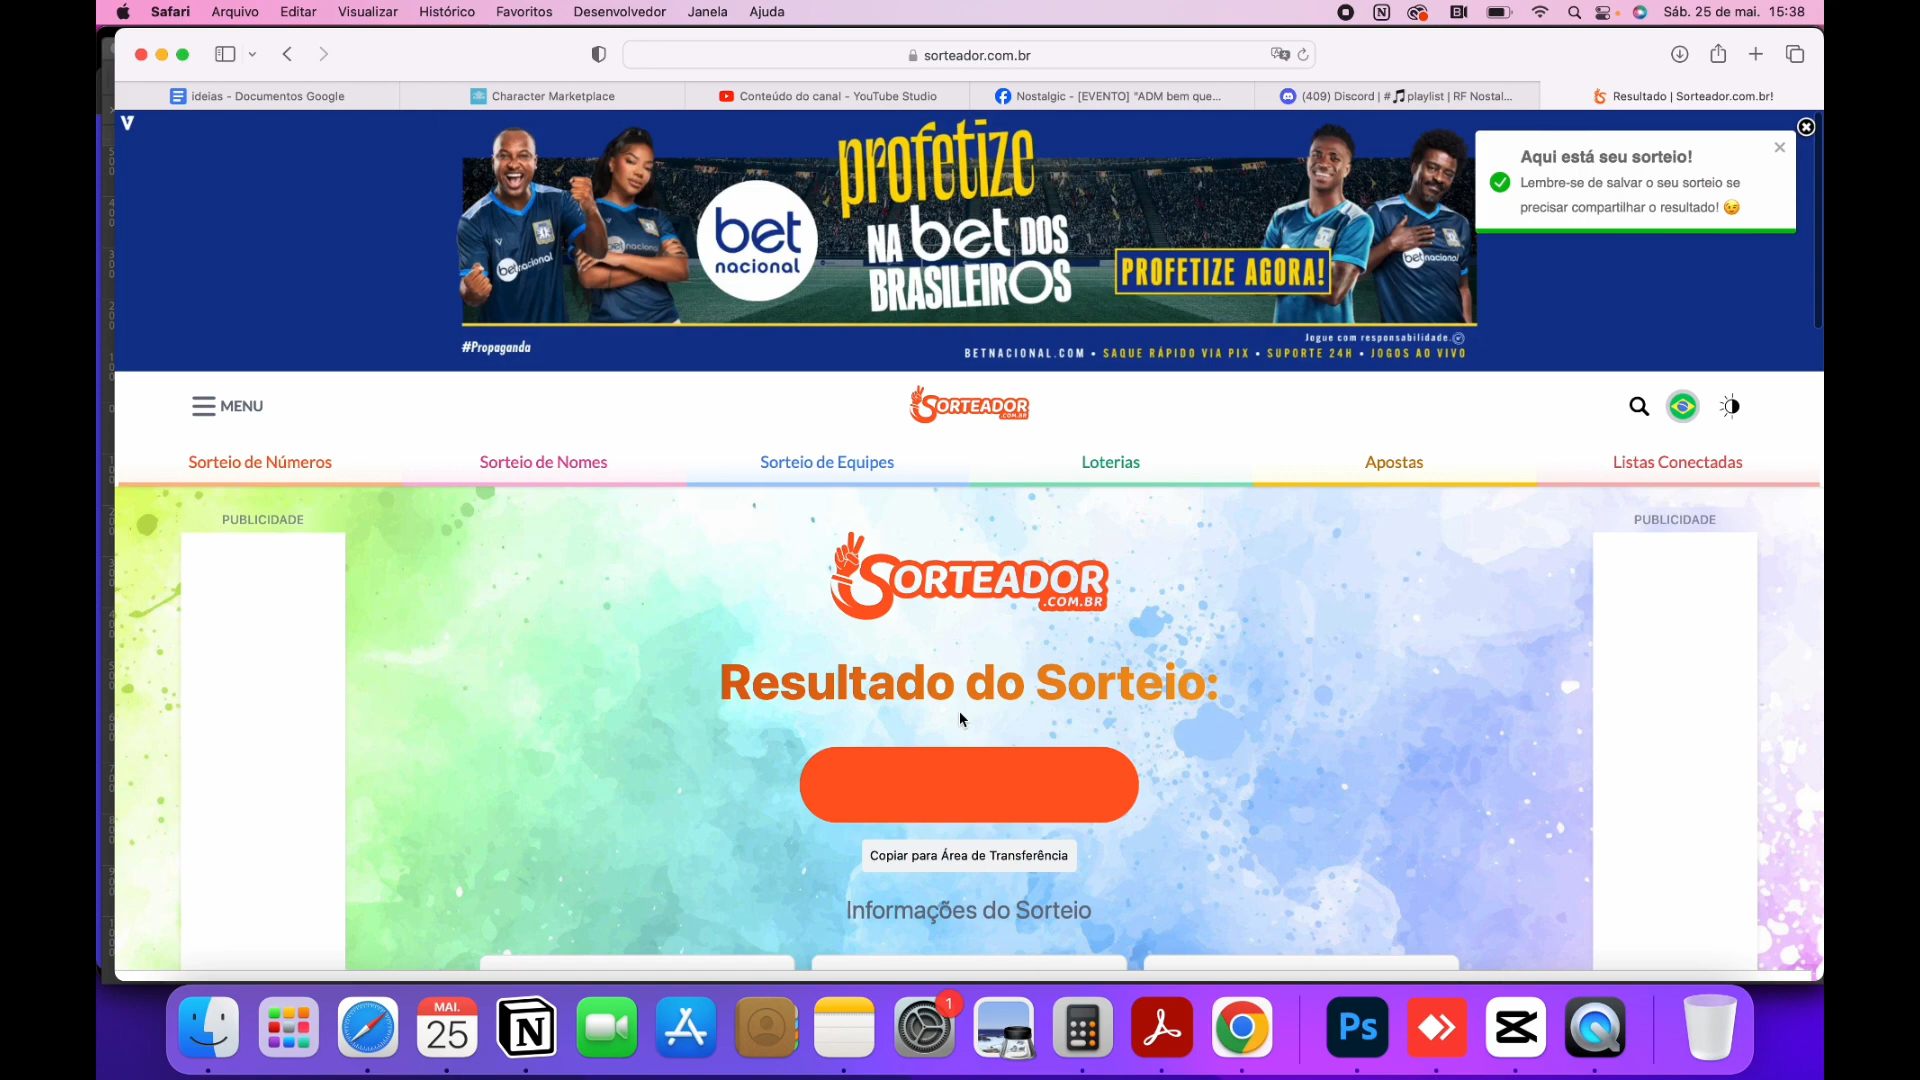 Safari Arquivo Editar Visualizar Histórico Favoritos Desenvolvedor Janela Ajuda
Sáb. 25 de mai. 15:38
sorteador.com.br
ideias - Documentos Google
Character Marketplace
Conteúdo do canal - YouTube Studio
Nostalgic - [EVENTO] "ADM bem que...
(409) Discord | #🎵playlist | RF Nostal...
Resultado | Sorteador.com.br!
profetize
NA bet DOS
BRASILEIROS
bet
nacional
PROFETIZE AGORA!
#Propaganda
Jogue com responsabilidade.
BETNACIONAL.COM • SAQUE RÁPIDO VIA PIX • SUPORTE 24H • JOGOS AO VIVO
Aqui está seu sorteio!
Lembre-se de salvar o seu sorteio se
precisar compartilhar o resultado! 😉
MENU
SORTEADOR
.COM.BR
Sorteio de Números
Sorteio de Nomes
Sorteio de Equipes
Loterias
Apostas
Listas Conectadas
PUBLICIDADE
PUBLICIDADE
SORTEADOR
.COM.BR
Resultado do Sorteio:
Copiar para Área de Transferência
Informações do Sorteio
MAI.
25
1
Ps